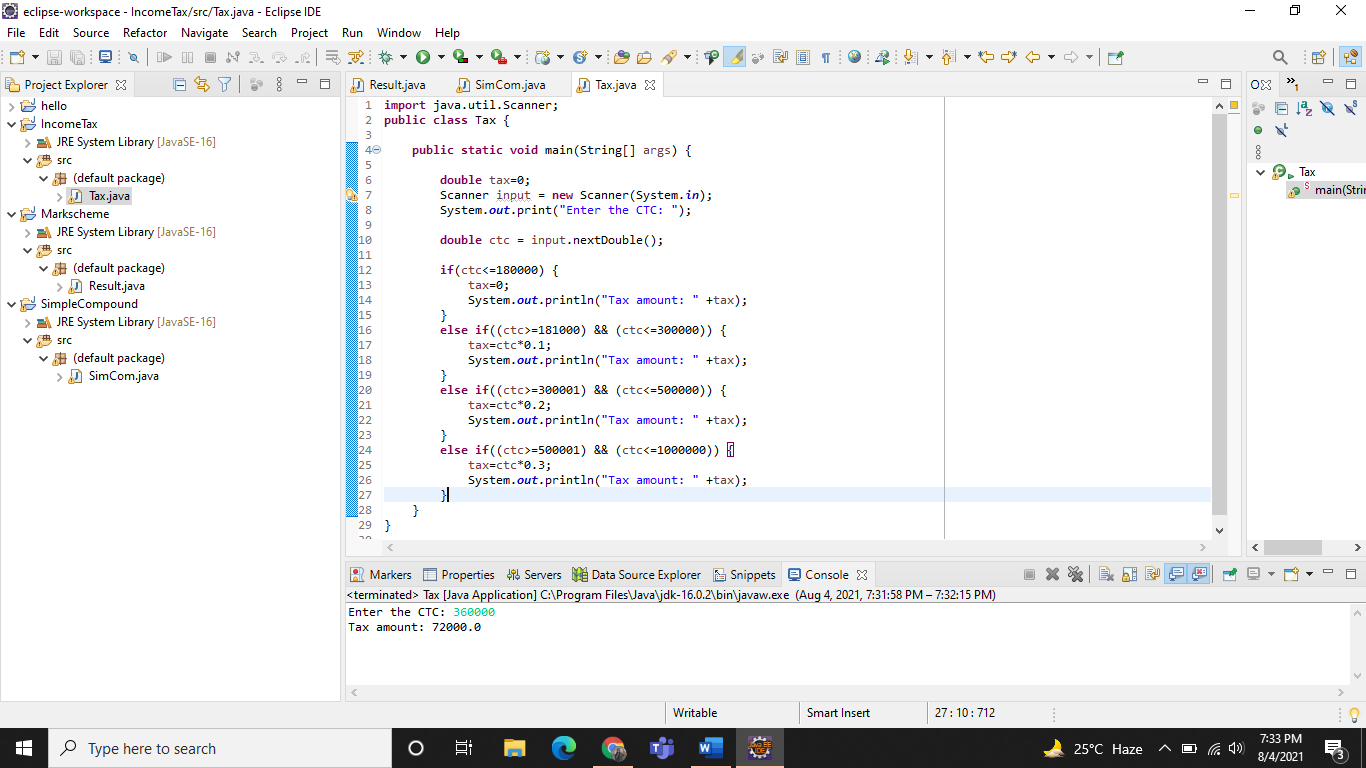 eclipse-workspace - IncomeTax/src/Tax.java - Eclipse IDE
File Edit Source Refactor Navigate Search Project Run Window Help
Project Explorer
hello
IncomeTax
JRE System Library [JavaSE-16]
src
(default package)
Tax.java
Markscheme
JRE System Library [JavaSE-16]
src
(default package)
Result.java
SimpleCompound
JRE System Library [JavaSE-16]
src
(default package)
SimCom.java
Result.java SimCom.java Tax.java
1 import java.util.Scanner;
2 public class Tax {
3
4 public static void main(String[] args) {
5
6 double tax=0;
7 Scanner input = new Scanner(System.in);
8 System.out.print("Enter the CTC: ");
9
10 double ctc = input.nextDouble();
11
12 if(ctc<=180000) {
13 tax=0;
14 System.out.println("Tax amount: " +tax);
15 }
16 else if((ctc>=181000) && (ctc<=300000)) {
17 tax=ctc*0.1;
18 System.out.println("Tax amount: " +tax);
19 }
20 else if((ctc>=300001) && (ctc<=500000)) {
21 tax=ctc*0.2;
22 System.out.println("Tax amount: " +tax);
23 }
24 else if((ctc>=500001) && (ctc<=1000000)) {
25 tax=ctc*0.3;
26 System.out.println("Tax amount: " +tax);
27 }
28 }
29 }
Tax
main(Strin
Markers Properties Servers Data Source Explorer Snippets Console
<terminated> Tax [Java Application] C:\Program Files\Java\jdk-16.0.2\bin\javaw.exe (Aug 4, 2021, 7:31:58 PM – 7:32:15 PM)
Enter the CTC: 360000
Tax amount: 72000.0
Writable Smart Insert 27 : 10 : 712
Type here to search
25°C Haze
7:33 PM
8/4/2021
3